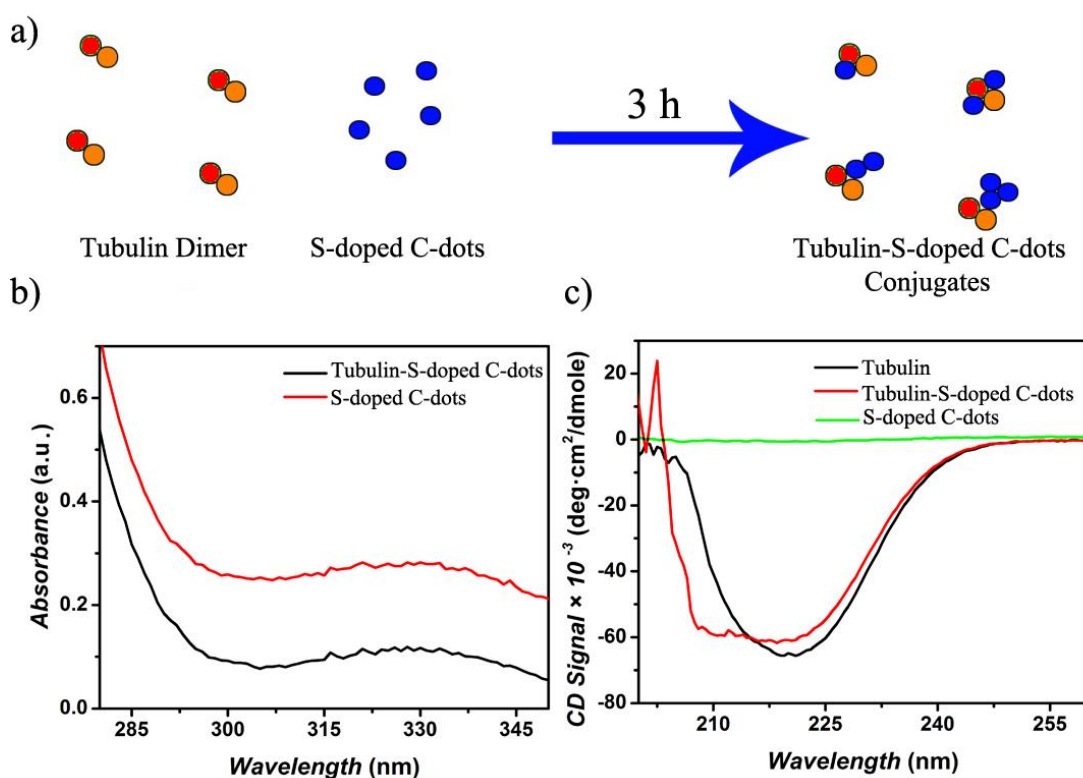 a)
3 h
Tubulin Dimer
S-doped C-dots
Tubulin-S-doped C-dots
Conjugates
b)
Tubulin-S-doped C-dots
S-doped C-dots
Absorbance (a.u.)
0.6
0.4
0.2
0.0
285 300 315 330 345
Wavelength (nm)
c)
Tubulin
Tubulin-S-doped C-dots
S-doped C-dots
CD Signal × 10⁻³ (deg·cm²/dmole)
20
0
-20
-40
-60
-80
210 225 240 255
Wavelength (nm)